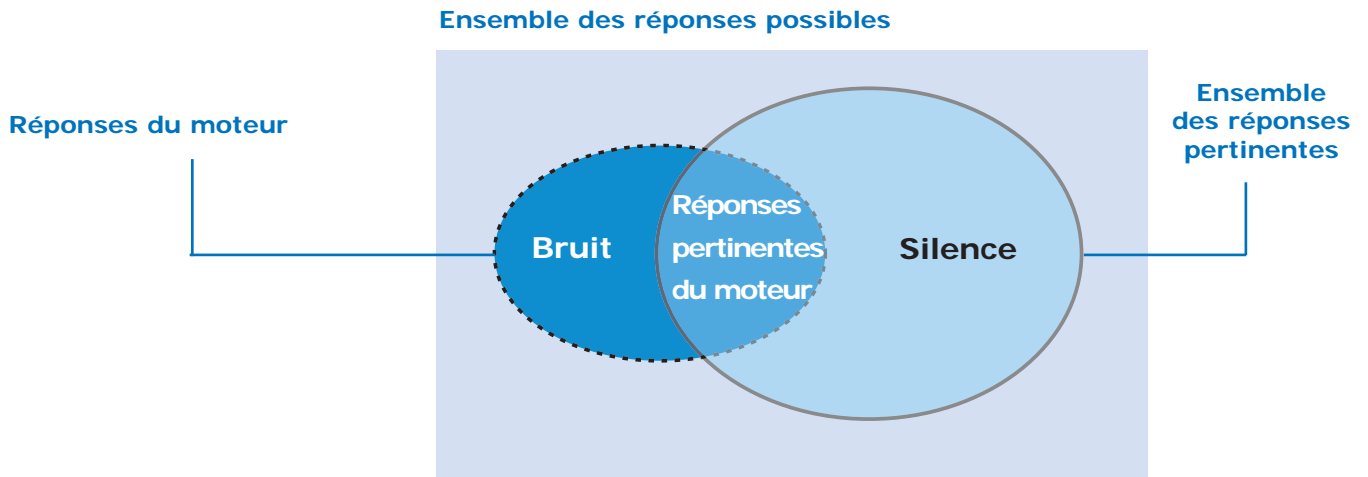 Ensemble des réponses possibles
Réponses du moteur
Ensemble
des réponses
pertinentes
Bruit
Réponses
pertinentes
du moteur
Silence